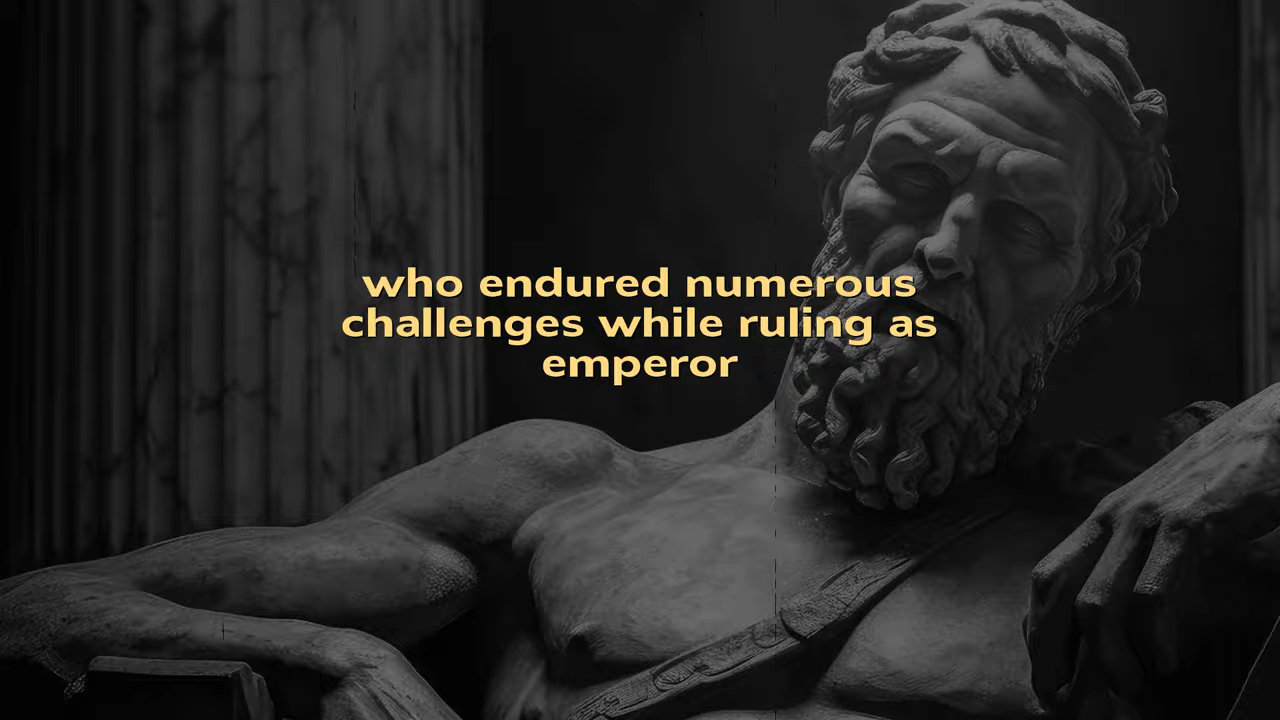 who endured numerous
challenges while ruling as
emperor